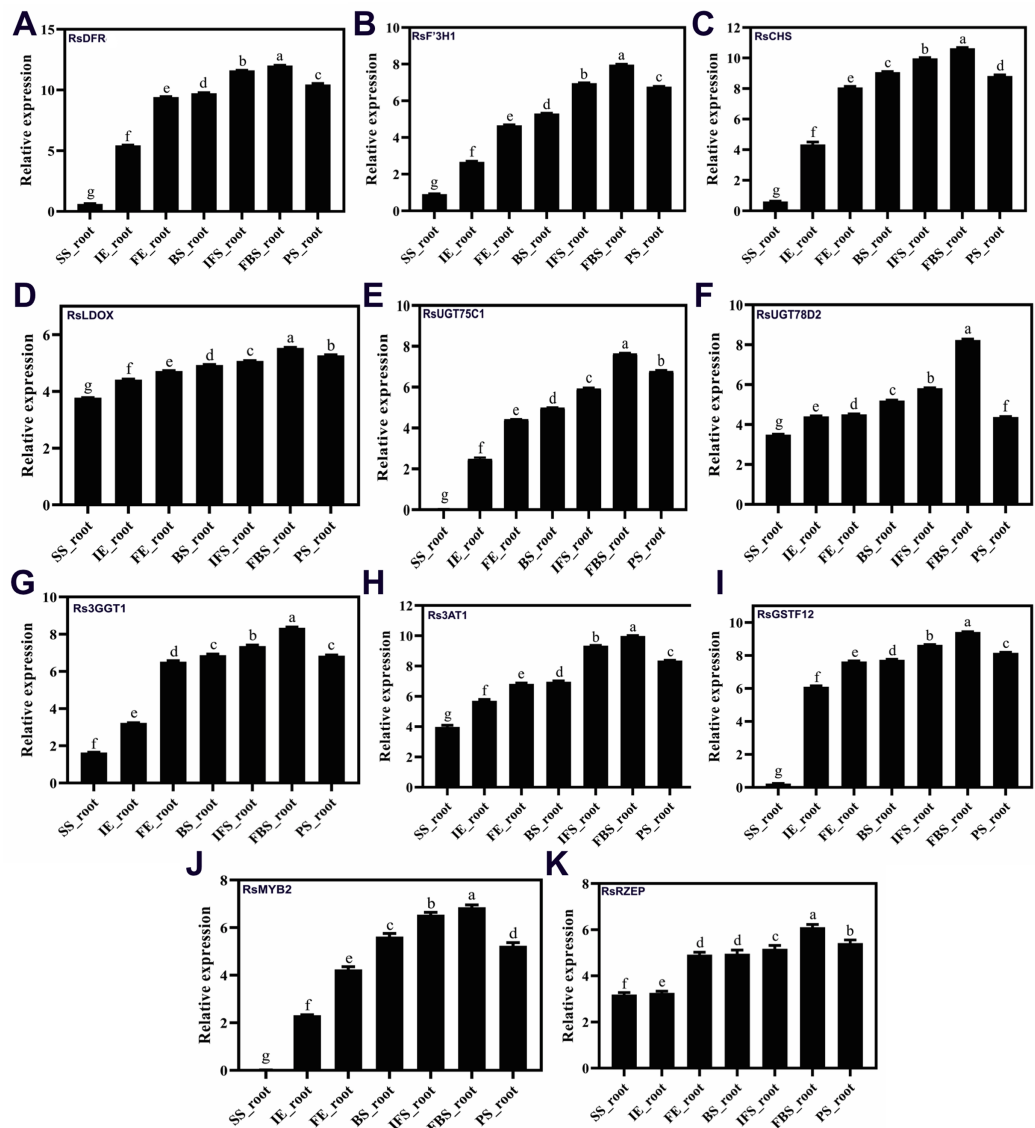 A
RsDFR
Relative expression
15
10
5
0
g
f
e
d
b
a
c
SS_root
IE_root
FE_root
BS_root
IFS_root
FBS_root
PS_root
B
RsF'3H1
Relative expression
8
6
4
2
0
g
f
e
d
b
a
c
SS_root
IE_root
FE_root
BS_root
IFS_root
FBS_root
PS_root
C
RsCHS
Relative expression
12
10
8
6
4
2
0
g
f
e
c
b
a
d
SS_root
IE_root
FE_root
BS_root
IFS_root
FBS_root
PS_root
D
RsLDOX
Relative expression
6
4
2
0
g
f
e
d
c
a
b
SS_root
IE_root
FE_root
BS_root
IFS_root
FBS_root
PS_root
E
RsUGT75C1
Relative expression
10
8
6
4
2
0
g
f
e
d
c
a
b
SS_root
IE_root
FE_root
BS_root
IFS_root
FBS_root
PS_root
F
RsUGT78D2
Relative expression
10
8
6
4
2
0
g
e
d
c
b
a
f
SS_root
IE_root
FE_root
BS_root
IFS_root
FBS_root
PS_root
G
Rs3GGT1
Relative expression
10
8
6
4
2
0
f
e
d
c
b
a
c
SS_root
IE_root
FE_root
BS_root
IFS_root
FBS_root
PS_root
H
Rs3AT1
Relative expression
12
10
8
6
4
2
0
g
f
e
d
b
a
c
SS_root
IE_root
FE_root
BS_root
IFS_root
FBS_root
PS_root
I
RsGSTF12
Relative expression
10
8
6
4
2
0
g
f
e
d
b
a
c
SS_root
IE_root
FE_root
BS_root
IFS_root
FBS_root
PS_root
J
RsMYB2
Relative expression
8
6
4
2
0
g
f
e
c
b
a
d
SS_root
IE_root
FE_root
BS_root
IFS_root
FBS_root
PS_root
K
RsRZEP
Relative expression
8
6
4
2
0
f
e
d
d
c
a
b
SS_root
IE_root
FE_root
BS_root
IFS_root
FBS_root
PS_root